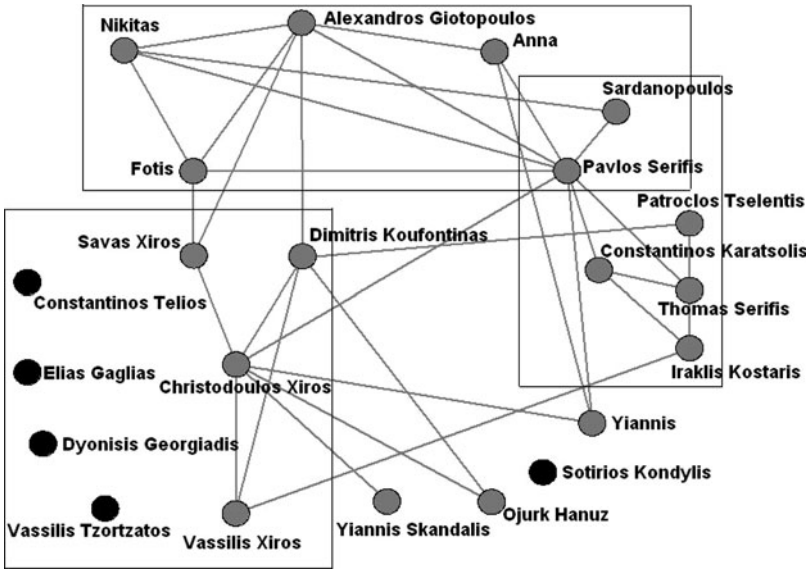 Nikitas
Alexandros Giotopoulos
Anna
Sardanopoulos
Fotis
Pavlos Serifis
Patroclos Tselentis
Savas Xiros
Dimitris Koufontinas
Constantinos Karatsolis
Constantinos Telios
Thomas Serifis
Elias Gaglias
Christodoulos Xiros
Iraklis Kostaris
Yiannis
Dyonisis Georgiadis
Sotirios Kondylis
Vassilis Tzortzatos
Vassilis Xiros
Yiannis Skandalis
Ojurk Hanuz